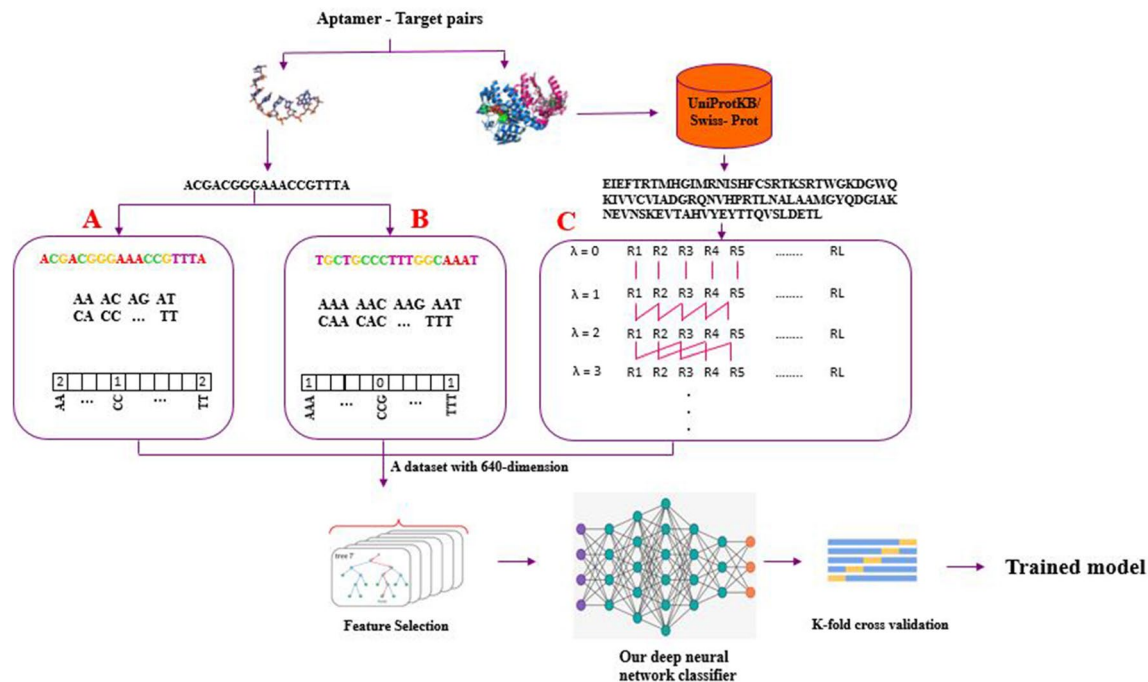 Aptamer - Target pairs
UniProtKB/
Swiss- Prot
ACGACGGGAAACCGTTTA
EIEFTRTMHGIMRNISHFCSRTKSRTWGKDGWQ
KIVVCVIADGRQNVHPRTLNALAAMGYQDGIAK
NEVNSKEVTAHVYEYTTQVSLDETL
A
B
C
ACGACGGGAAACCGTTTA
AA AC AG AT
CA CC ... TT
2 1 2
AA ... CC ... TT
TGCTGCCCTTTGGCAAAT
AAA AAC AAG AAT
CAA CAC ... TTT
1 0 1
AAA ... CCG ... TTT
λ = 0 R1 R2 R3 R4 R5 ........ RL
λ = 1 R1 R2 R3 R4 R5 ........ RL
λ = 2 R1 R2 R3 R4 R5 ........ RL
λ = 3 R1 R2 R3 R4 R5 ........ RL
A dataset with 640-dimension
tree T
Feature Selection
Our deep neural
network classifier
K-fold cross validation
Trained model